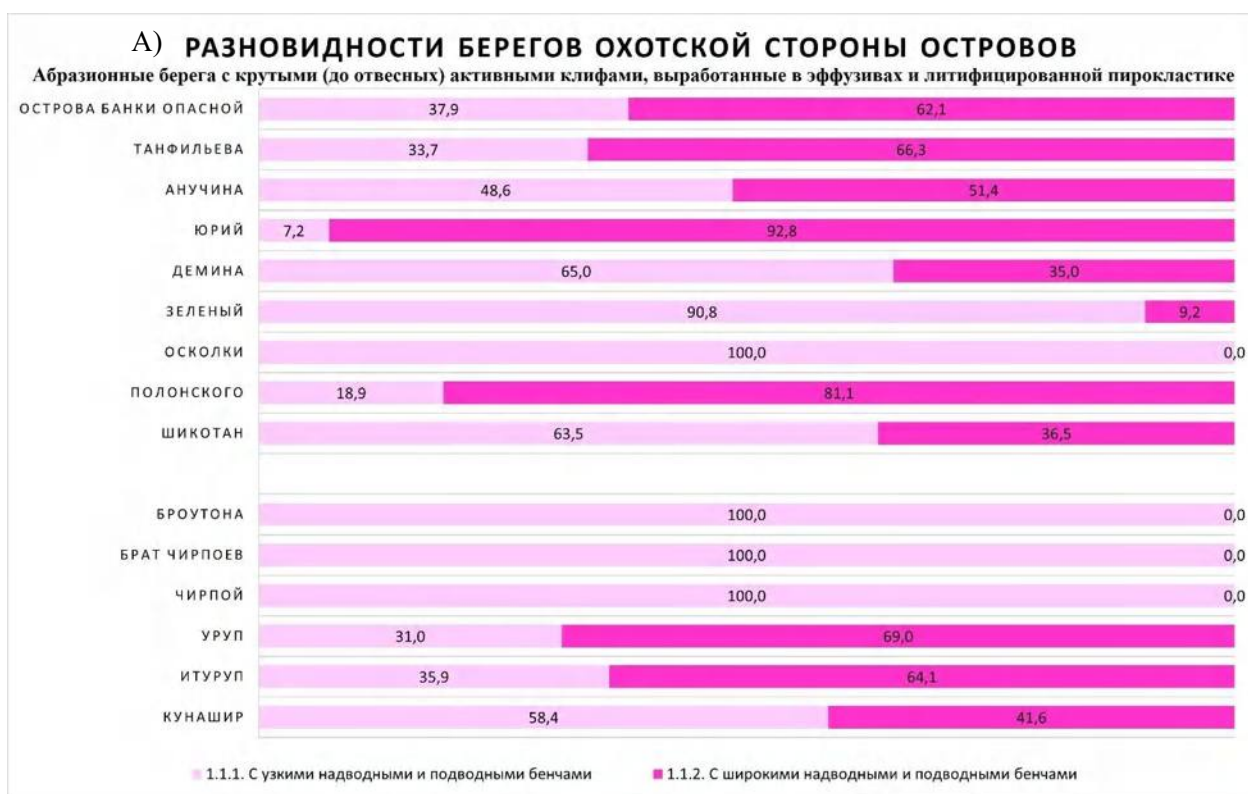 А) РАЗНОВИДНОСТИ БЕРЕГОВ ОХОТСКОЙ СТОРОНЫ ОСТРОВОВ
Абразионные берега с крутыми (до отвесных) активными клифами, выработанные в эффузивах и литифицированной пирокластике
ОСТРОВА БАНКИ ОПАСНОЙ 37,9 62,1
ТАНФИЛЬЕВА 33,7 66,3
АНУЧИНА 48,6 51,4
ЮРИЙ 7,2 92,8
ДЕМИНА 65,0 35,0
ЗЕЛЕНЫЙ 90,8 9,2
ОСКОЛКИ 100,0 0,0
ПОЛОНСКОГО 18,9 81,1
ШИКОТАН 63,5 36,5
БРОУТОНА 100,0 0,0
БРАТ ЧИРПОЕВ 100,0 0,0
ЧИРПОЙ 100,0 0,0
УРУП 31,0 69,0
ИТУРУП 35,9 64,1
КУНАШИР 58,4 41,6
1.1.1. С узкими надводными и подводными бенчами 1.1.2. С широкими надводными и подводными бенчами